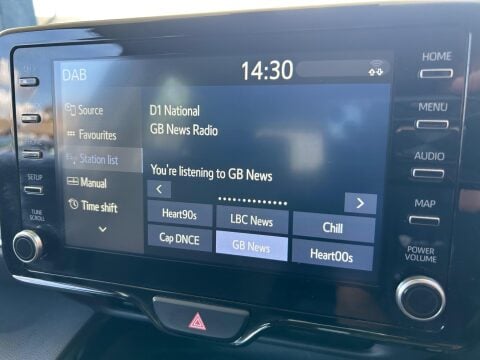 DAB
14:30
HOME
Source
D1 National
Favourites
GB News Radio
MENU
Station list
AUDIO
Manual
You're listening to GB News
SETUP
Time shift
Heart90s
LBC News
Chill
MAP
TUNE
SCROLL
Cap DNCE
GB News
Heart00s
POWER
VOLUME